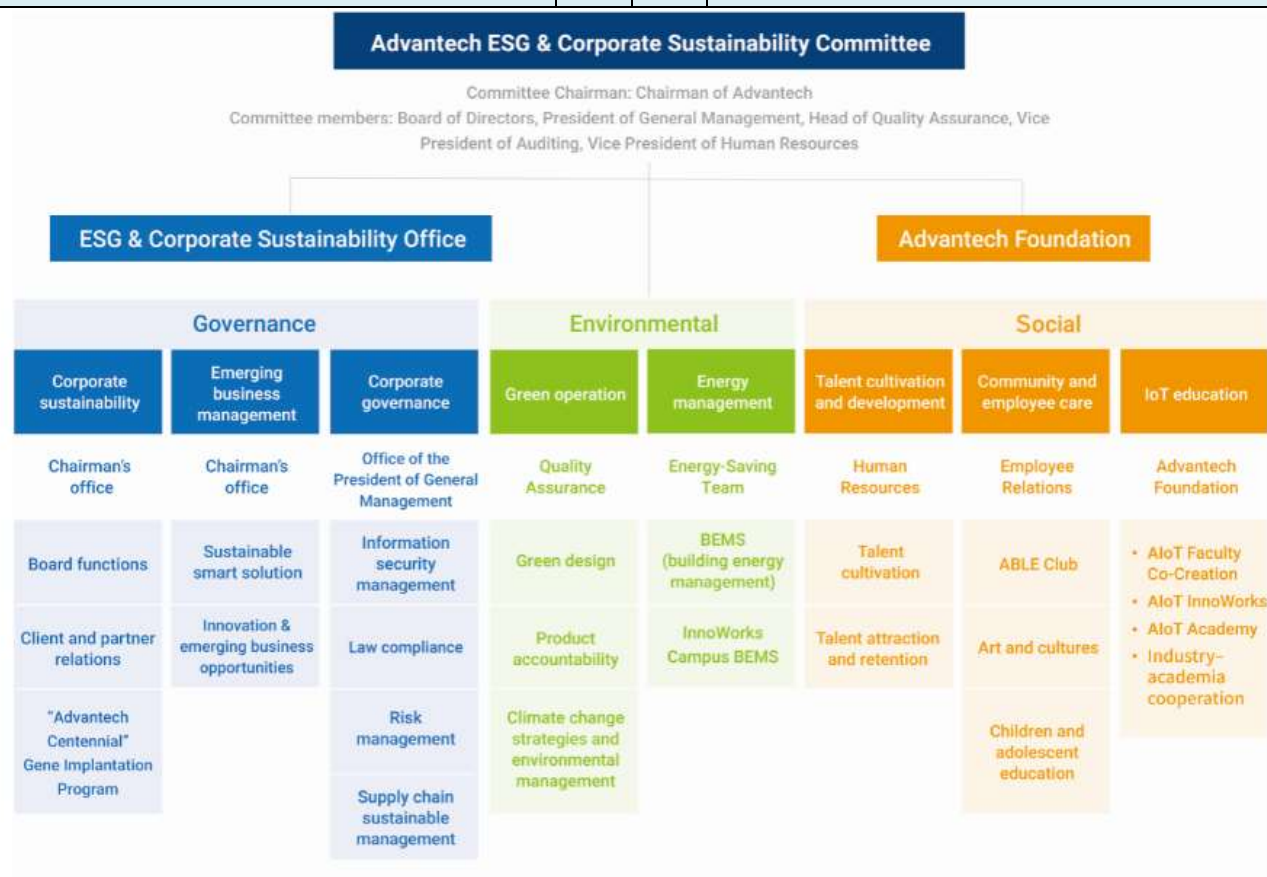 Advantech ESG & Corporate Sustainability Committee
Committee Chairman: Chairman of Advantech
Committee members: Board of Directors, President of General Management, Head of Quality Assurance, Vice
President of Auditing, Vice President of Human Resources
ESG & Corporate Sustainability Office
Advantech Foundation
Governance
Environmental
Social
Corporate
sustainability
Emerging
business
management
Corporate
governance
Green operation
Energy
management
Talent cultivation
and development
Community and
employee care
IoT education
Chairman's
office
Chairman's
office
Office of the
President of General
Management
Quality
Assurance
Energy-Saving
Team
Human
Resources
Employee
Relations
Advantech
Foundation
Board functions
Client and partner
relations
"Advantech
Centennial"
Gene Implantation
Program
Sustainable
smart solution
Innovation &
emerging business
opportunities
Information
security
management
Law compliance
Risk
management
Supply chain
sustainable
management
Green design
Product
accountability
Climate change
strategies and
environmental
management
BEMS
(building energy
management)
InnoWorks
Campus BEMS
Talent
cultivation
Talent attraction
and retention
ABLE Club
Art and cultures
Children and
adolescent
education
• AIoT Faculty
Co-Creation
• AIoT InnoWorks
• AIoT Academy
• Industry–
academia
cooperation